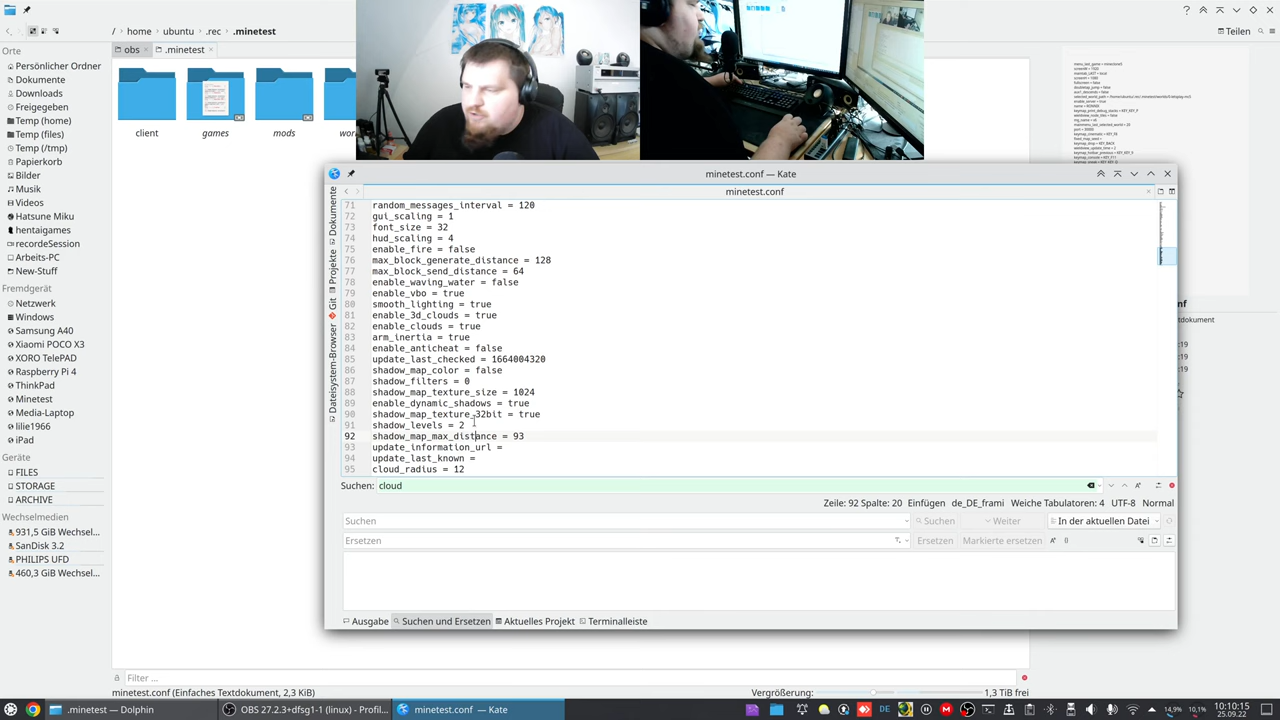 / home ubuntu .rec .minetest
Teilen
Orte
obs .minetest
Persönlicher Ordner
Dokumente
Downloads
Freigegeben
Temp (home)
Temp (files)
Temp (/tmp)
Papierkorb
Bilder
Musik
Videos
Hatsune Miku
hentaigames
recordeSession
Arbeits-PC
New-Stuff
Fremdgerät
Netzwerk
Windows
Samsung A40
Xiaomi POCO X3
XORO TelePAD
Raspberry Pi 4
ThinkPad
Minetest
Media-Laptop
lilie1966
iPad
Laufwerke
FILES
STORAGE
ARCHIVE
Wechselmedien
931,5 GiB Wechsel...
SanDisk 3.2
PHILIPS UFD
460,3 GiB Wechsel...
client games mods
minetest.conf — Kate
minetest.conf
Dokumente
Projekte
Git
Dateisystem-Browser
71 random_messages_interval = 120
72 gui_scaling = 1
73 font_size = 32
74 hud_scaling = 4
75 enable_fire = false
76 max_block_generate_distance = 128
77 max_block_send_distance = 64
78 enable_waving_water = false
79 enable_vbo = true
80 smooth_lighting = true
81 enable_3d_clouds = true
82 enable_clouds = true
83 arm_inertia = true
84 enable_anticheat = false
85 update_last_checked = 1664004320
86 shadow_map_color = false
87 shadow_filters = 0
88 shadow_map_texture_size = 1024
89 enable_dynamic_shadows = true
90 shadow_map_texture_32bit = true
91 shadow_levels = 2
92 shadow_map_max_distance = 93
93 update_information_url =
94 update_last_known =
95 cloud_radius = 12
Suchen: cloud
Zeile: 92 Spalte: 20 Einfügen de_DE_frami Weiche Tabulatoren: 4 UTF-8 Normal
Suchen Suchen Weiter In der aktuellen Datei
Ersetzen Ersetzen Markierte ersetzen
Ausgabe Suchen und Ersetzen Aktuelles Projekt Terminalleiste
Filter ...
minetest.conf (Einfaches Textdokument, 2,3 KiB) Vergrößerung: 1,3 TiB frei
.minetest — Dolphin OBS 27.2.3+dfsg1-1 (linux) - Profil... minetest.conf — Kate
DE
10:10:15
25.09.22